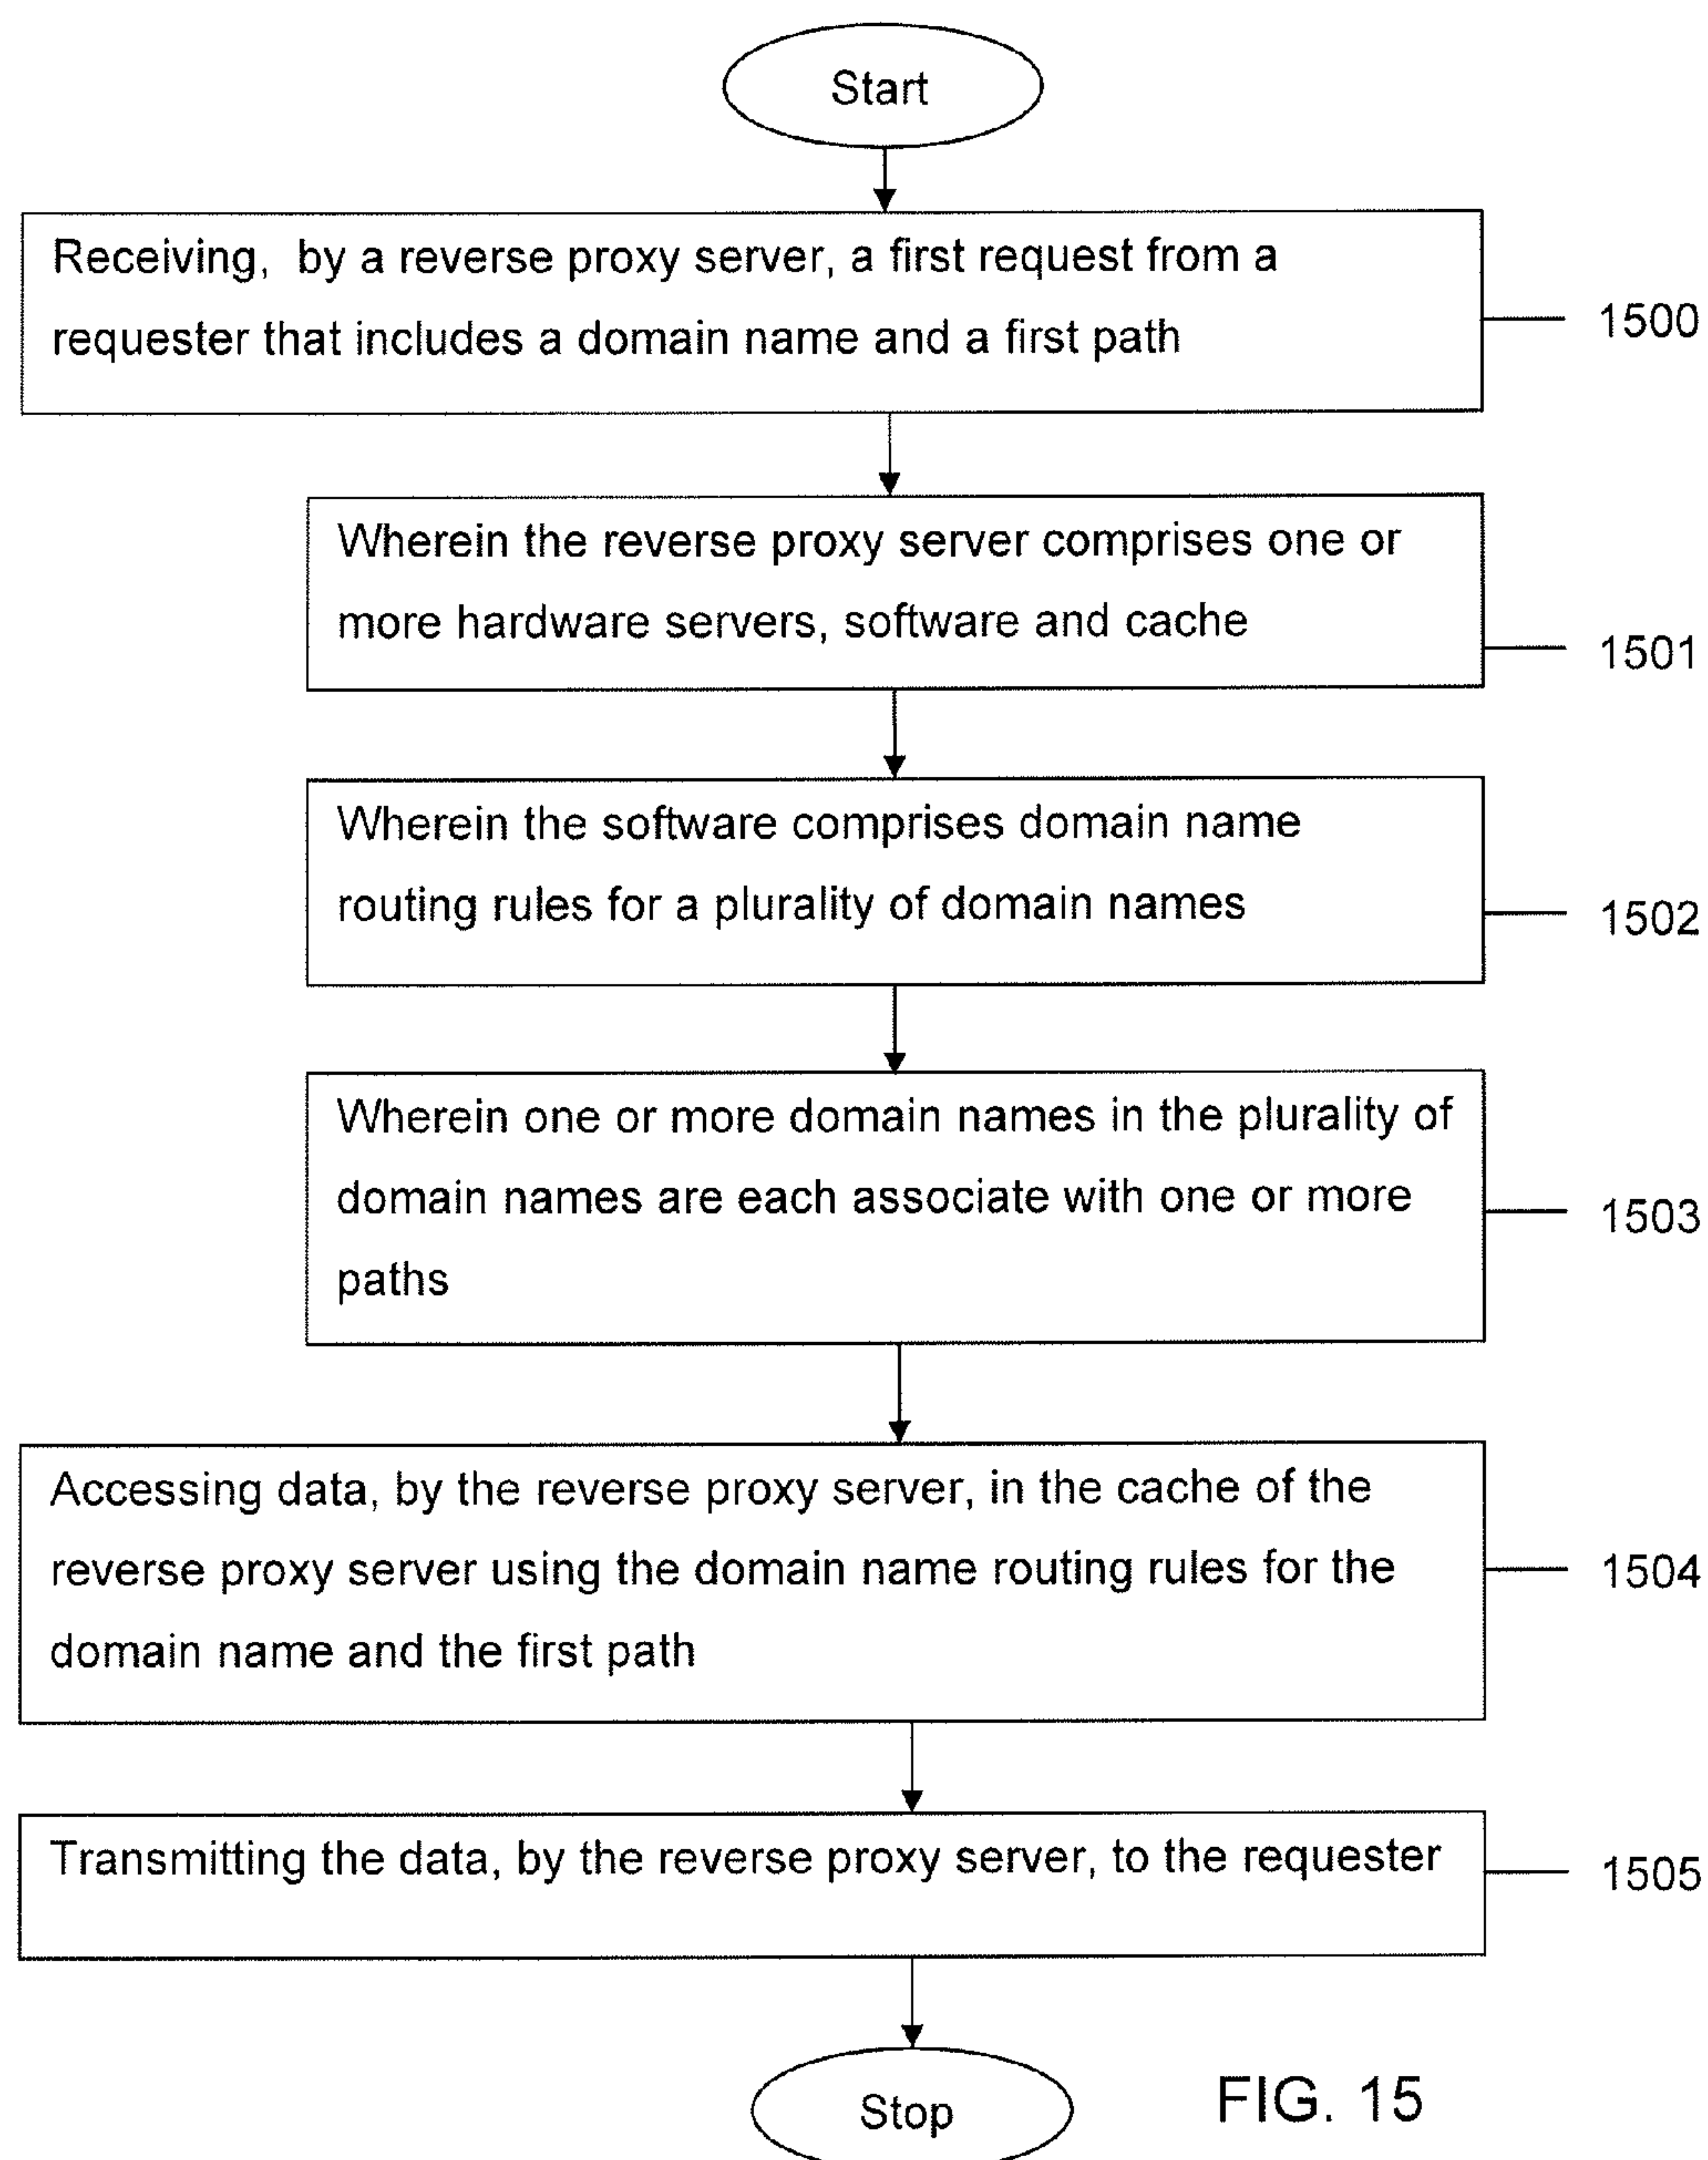 Start
Receiving, by a reverse proxy server, a first request from a
requester that includes a domain name and a first path
1500
Wherein the reverse proxy server comprises one or
more hardware servers, software and cache
1501
Wherein the software comprises domain name
routing rules for a plurality of domain names
1502
Wherein one or more domain names in the plurality of
domain names are each associate with one or more
paths
1503
Accessing data, by the reverse proxy server, in the cache of the
reverse proxy server using the domain name routing rules for the
domain name and the first path
1504
Transmitting the data, by the reverse proxy server, to the requester
1505
Stop
FIG. 15